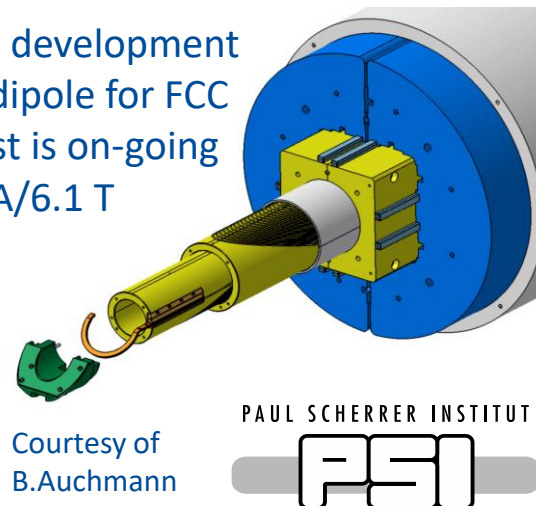 development
dipole for FCC
st is on-going
A/6.1 T
Courtesy of
B.Auchmann
PAUL SCHERRER INSTITUT
PSI